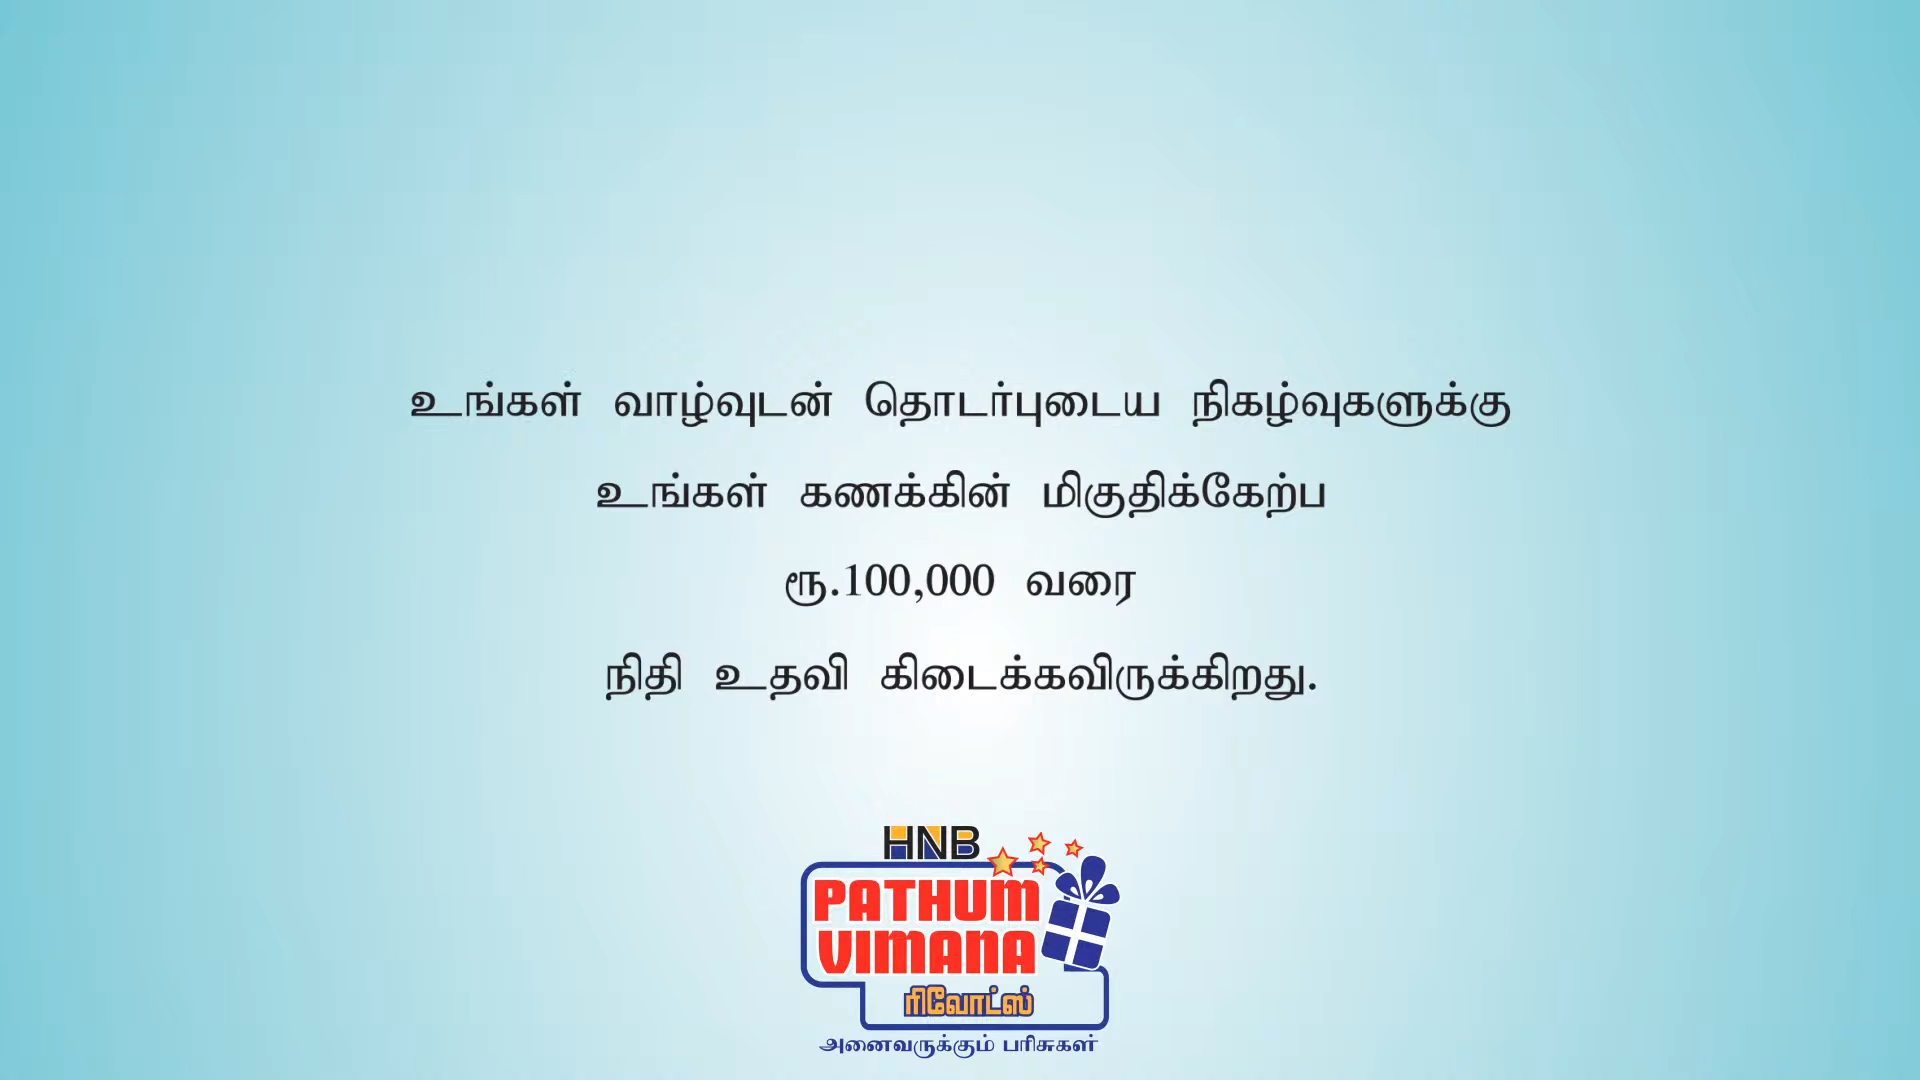 உங்கள் வாழ்வுடன் தொடர்புடைய நிகழ்வுகளுக்கு
உங்கள் கணக்கின் மிகுதிக்கேற்ப
ரூ.100,000 வரை
நிதி உதவி கிடைக்கவிருக்கிறது.
HNB
PATHUM
VIMANA
ரிவோட்ஸ்
அனைவருக்கும் பரிசுகள்